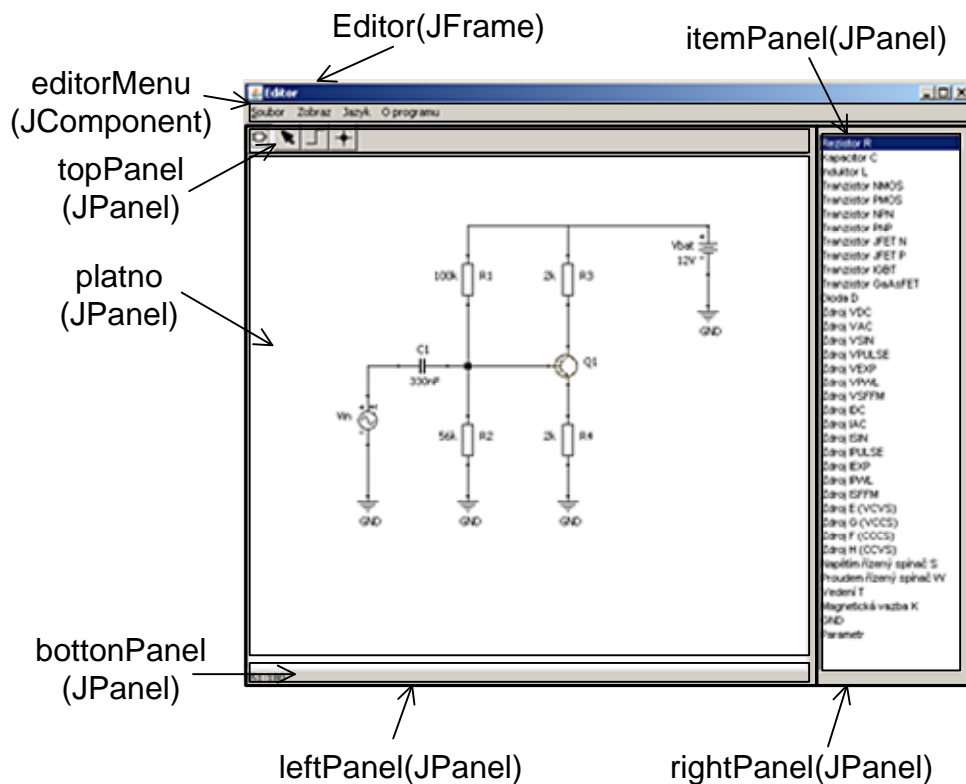 Editor(JFrame)
itemPanel(JPanel)
editorMenu
(JComponent)
topPanel
(JPanel)
platno
(JPanel)
bottonPanel
(JPanel)
leftPanel(JPanel)
rightPanel(JPanel)
Editor
Soubor Zobraz Jazyk O programu
Vbat
12V
GND
100k R1
2k R3
C1
330nF
Q1
Vin
56k R2
2k R4
GND
GND
GND
Rezistor R
Kapacitor C
Induktor L
Tranzistor NMOS
Tranzistor PMOS
Tranzistor NPN
Tranzistor PNP
Tranzistor JFET N
Tranzistor JFET P
Tranzistor IGBT
Tranzistor GaAsFET
Dioda D
Zdroj VDC
Zdroj VAC
Zdroj VSIN
Zdroj VPULSE
Zdroj VEXP
Zdroj VPWL
Zdroj VSFFM
Zdroj IDC
Zdroj IAC
Zdroj ISIN
Zdroj IPULSE
Zdroj IEXP
Zdroj IPWL
Zdroj ISFFM
Zdroj E (VCVS)
Zdroj G (VCCS)
Zdroj F (CCCS)
Zdroj H (CCVS)
Napětím řízený spínač S
Proudem řízený spínač W
Vedení T
Magnetická vazba K
GND
Parametr